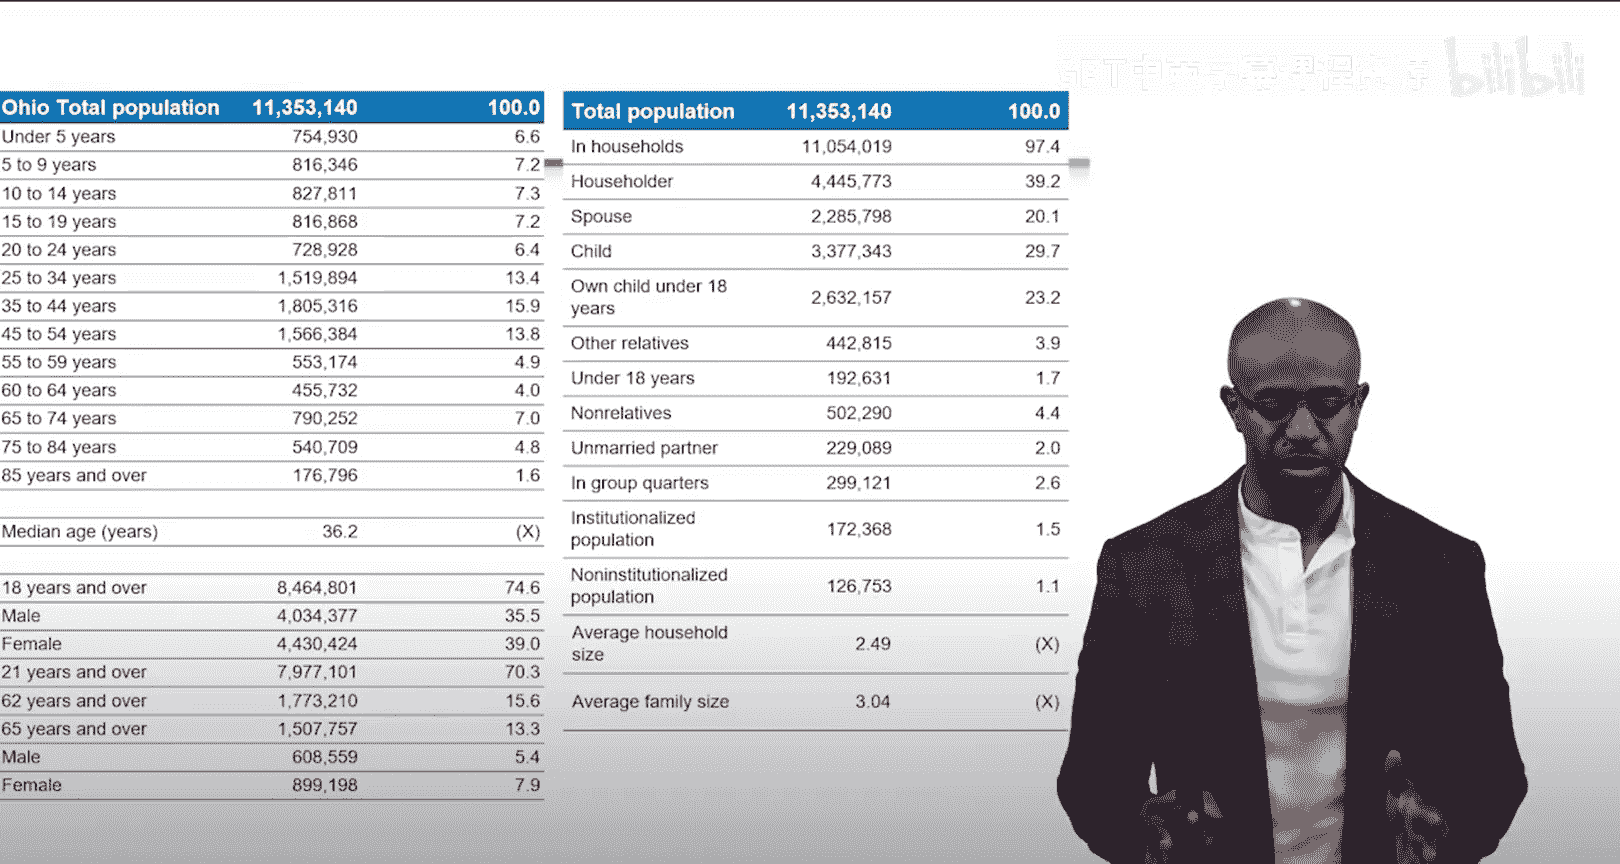 GPT中英字幕课程资源 bilibili
Ohio Total population 11,353,140 100.0
Under 5 years 754,930 6.6
5 to 9 years 816,346 7.2
10 to 14 years 827,811 7.3
15 to 19 years 816,868 7.2
20 to 24 years 728,928 6.4
25 to 34 years 1,519,894 13.4
35 to 44 years 1,805,316 15.9
45 to 54 years 1,566,384 13.8
55 to 59 years 553,174 4.9
60 to 64 years 455,732 4.0
65 to 74 years 790,252 7.0
75 to 84 years 540,709 4.8
85 years and over 176,796 1.6
Median age (years) 36.2 (X)
18 years and over 8,464,801 74.6
Male 4,034,377 35.5
Female 4,430,424 39.0
21 years and over 7,977,101 70.3
62 years and over 1,773,210 15.6
65 years and over 1,507,757 13.3
Male 608,559 5.4
Female 899,198 7.9
Total population 11,353,140 100.0
In households 11,054,019 97.4
Householder 4,445,773 39.2
Spouse 2,285,798 20.1
Child 3,377,343 29.7
Own child under 18
years 2,632,157 23.2
Other relatives 442,815 3.9
Under 18 years 192,631 1.7
Nonrelatives 502,290 4.4
Unmarried partner 229,089 2.0
In group quarters 299,121 2.6
Institutionalized
population 172,368 1.5
Noninstitutionalized
population 126,753 1.1
Average household
size 2.49 (X)
Average family size 3.04 (X)